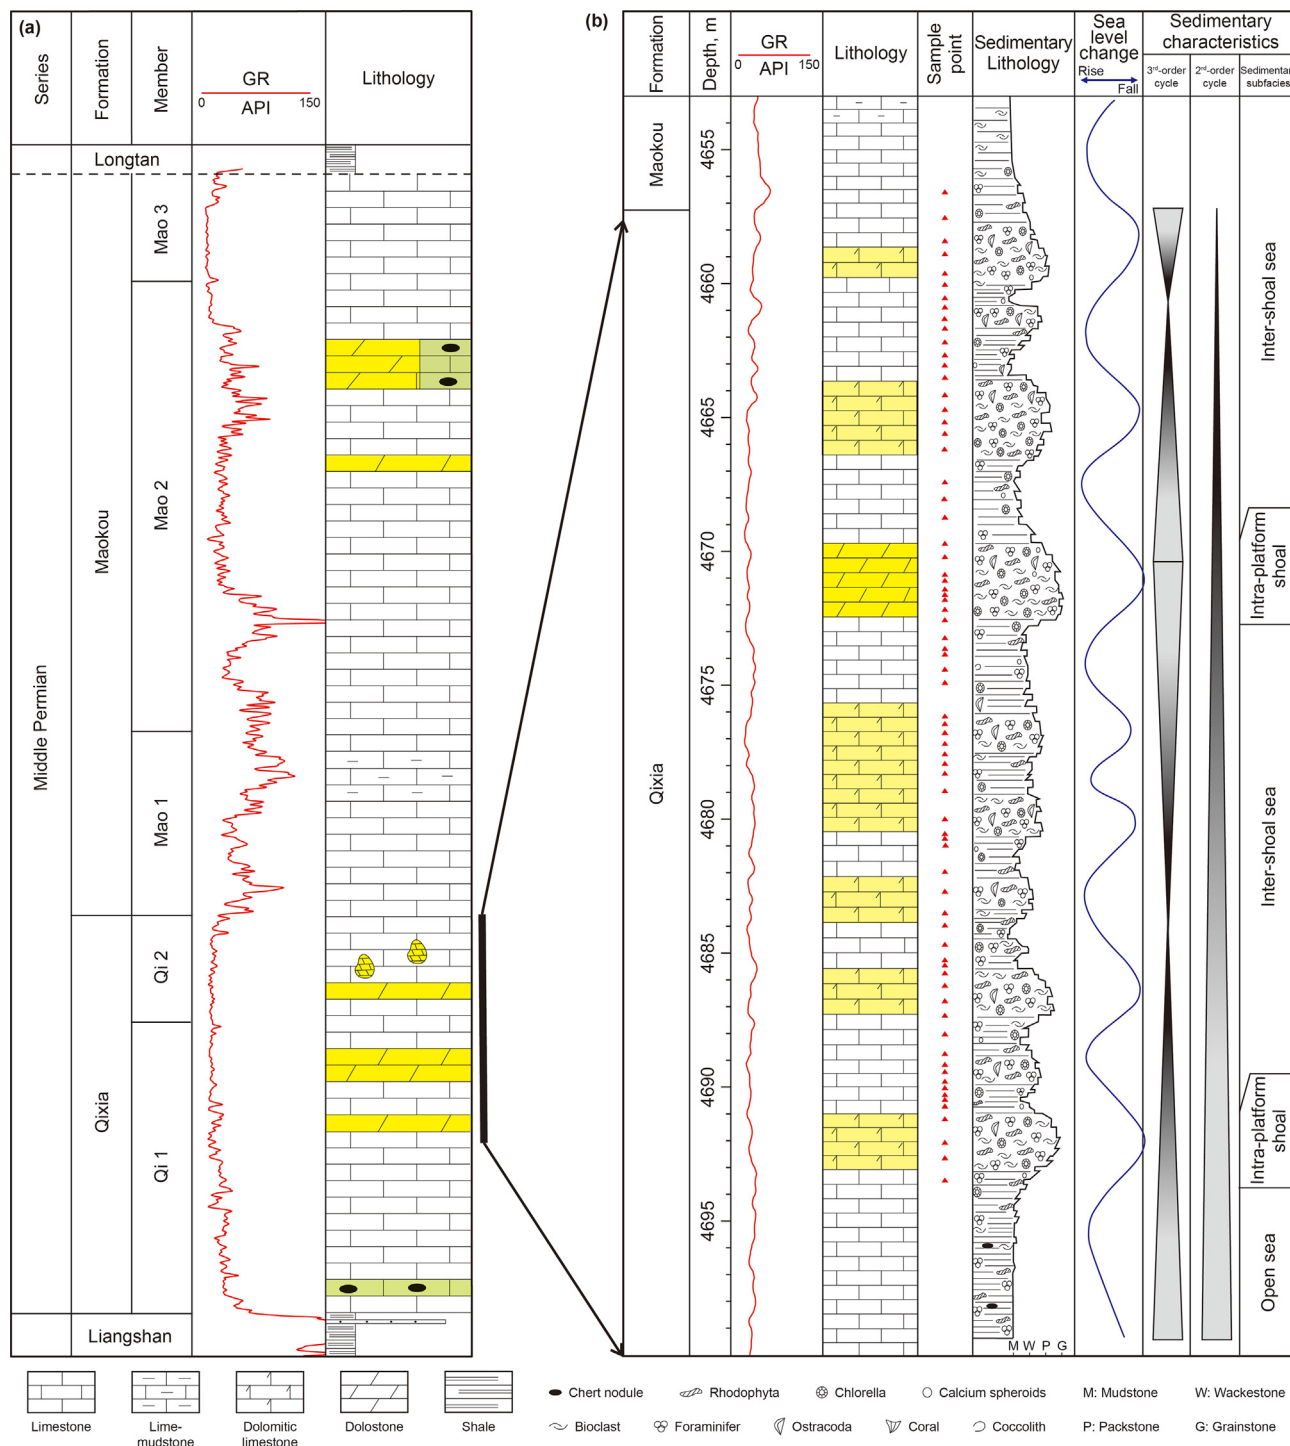 (a)
Series
Formation
Member
GR
0 150
API
Lithology
Longtan
Middle Permian
Maokou
Mao 3
Mao 2
Mao 1
Qixia
Qi 2
Qi 1
Liangshan
(b)
Formation
Depth, m
GR
0 150
API
Lithology
Sample
point
Sedimentary
Lithology
Sea
level
change
Rise
Fall
Sedimentary
characteristics
3rd-order
cycle
2rd-order
cycle
Sedimentary
subfacies
Maokou
Qixia
4655
4660
4665
4670
4675
4680
4685
4690
4695
M W P G
Inter-shoal sea
Intra-platform
shoal
Inter-shoal sea
Intra-platform
shoal
Open sea
Limestone
Lime-
mudstone
Dolomitic
limestone
Dolostone
Shale
Chert nodule
Rhodophyta
Chlorella
Calcium spheroids
M: Mudstone
W: Wackestone
Bioclast
Foraminifer
Ostracoda
Coral
Coccolith
P: Packstone
G: Grainstone